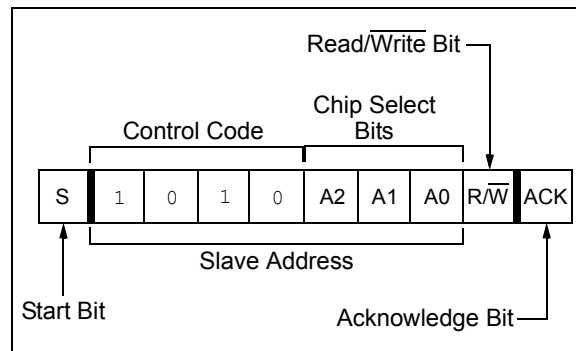 Read/Write Bit
Chip Select
Control Code Bits
S 1 0 1 0 A2 A1 A0 R/W ACK
Slave Address
Start Bit
Acknowledge Bit